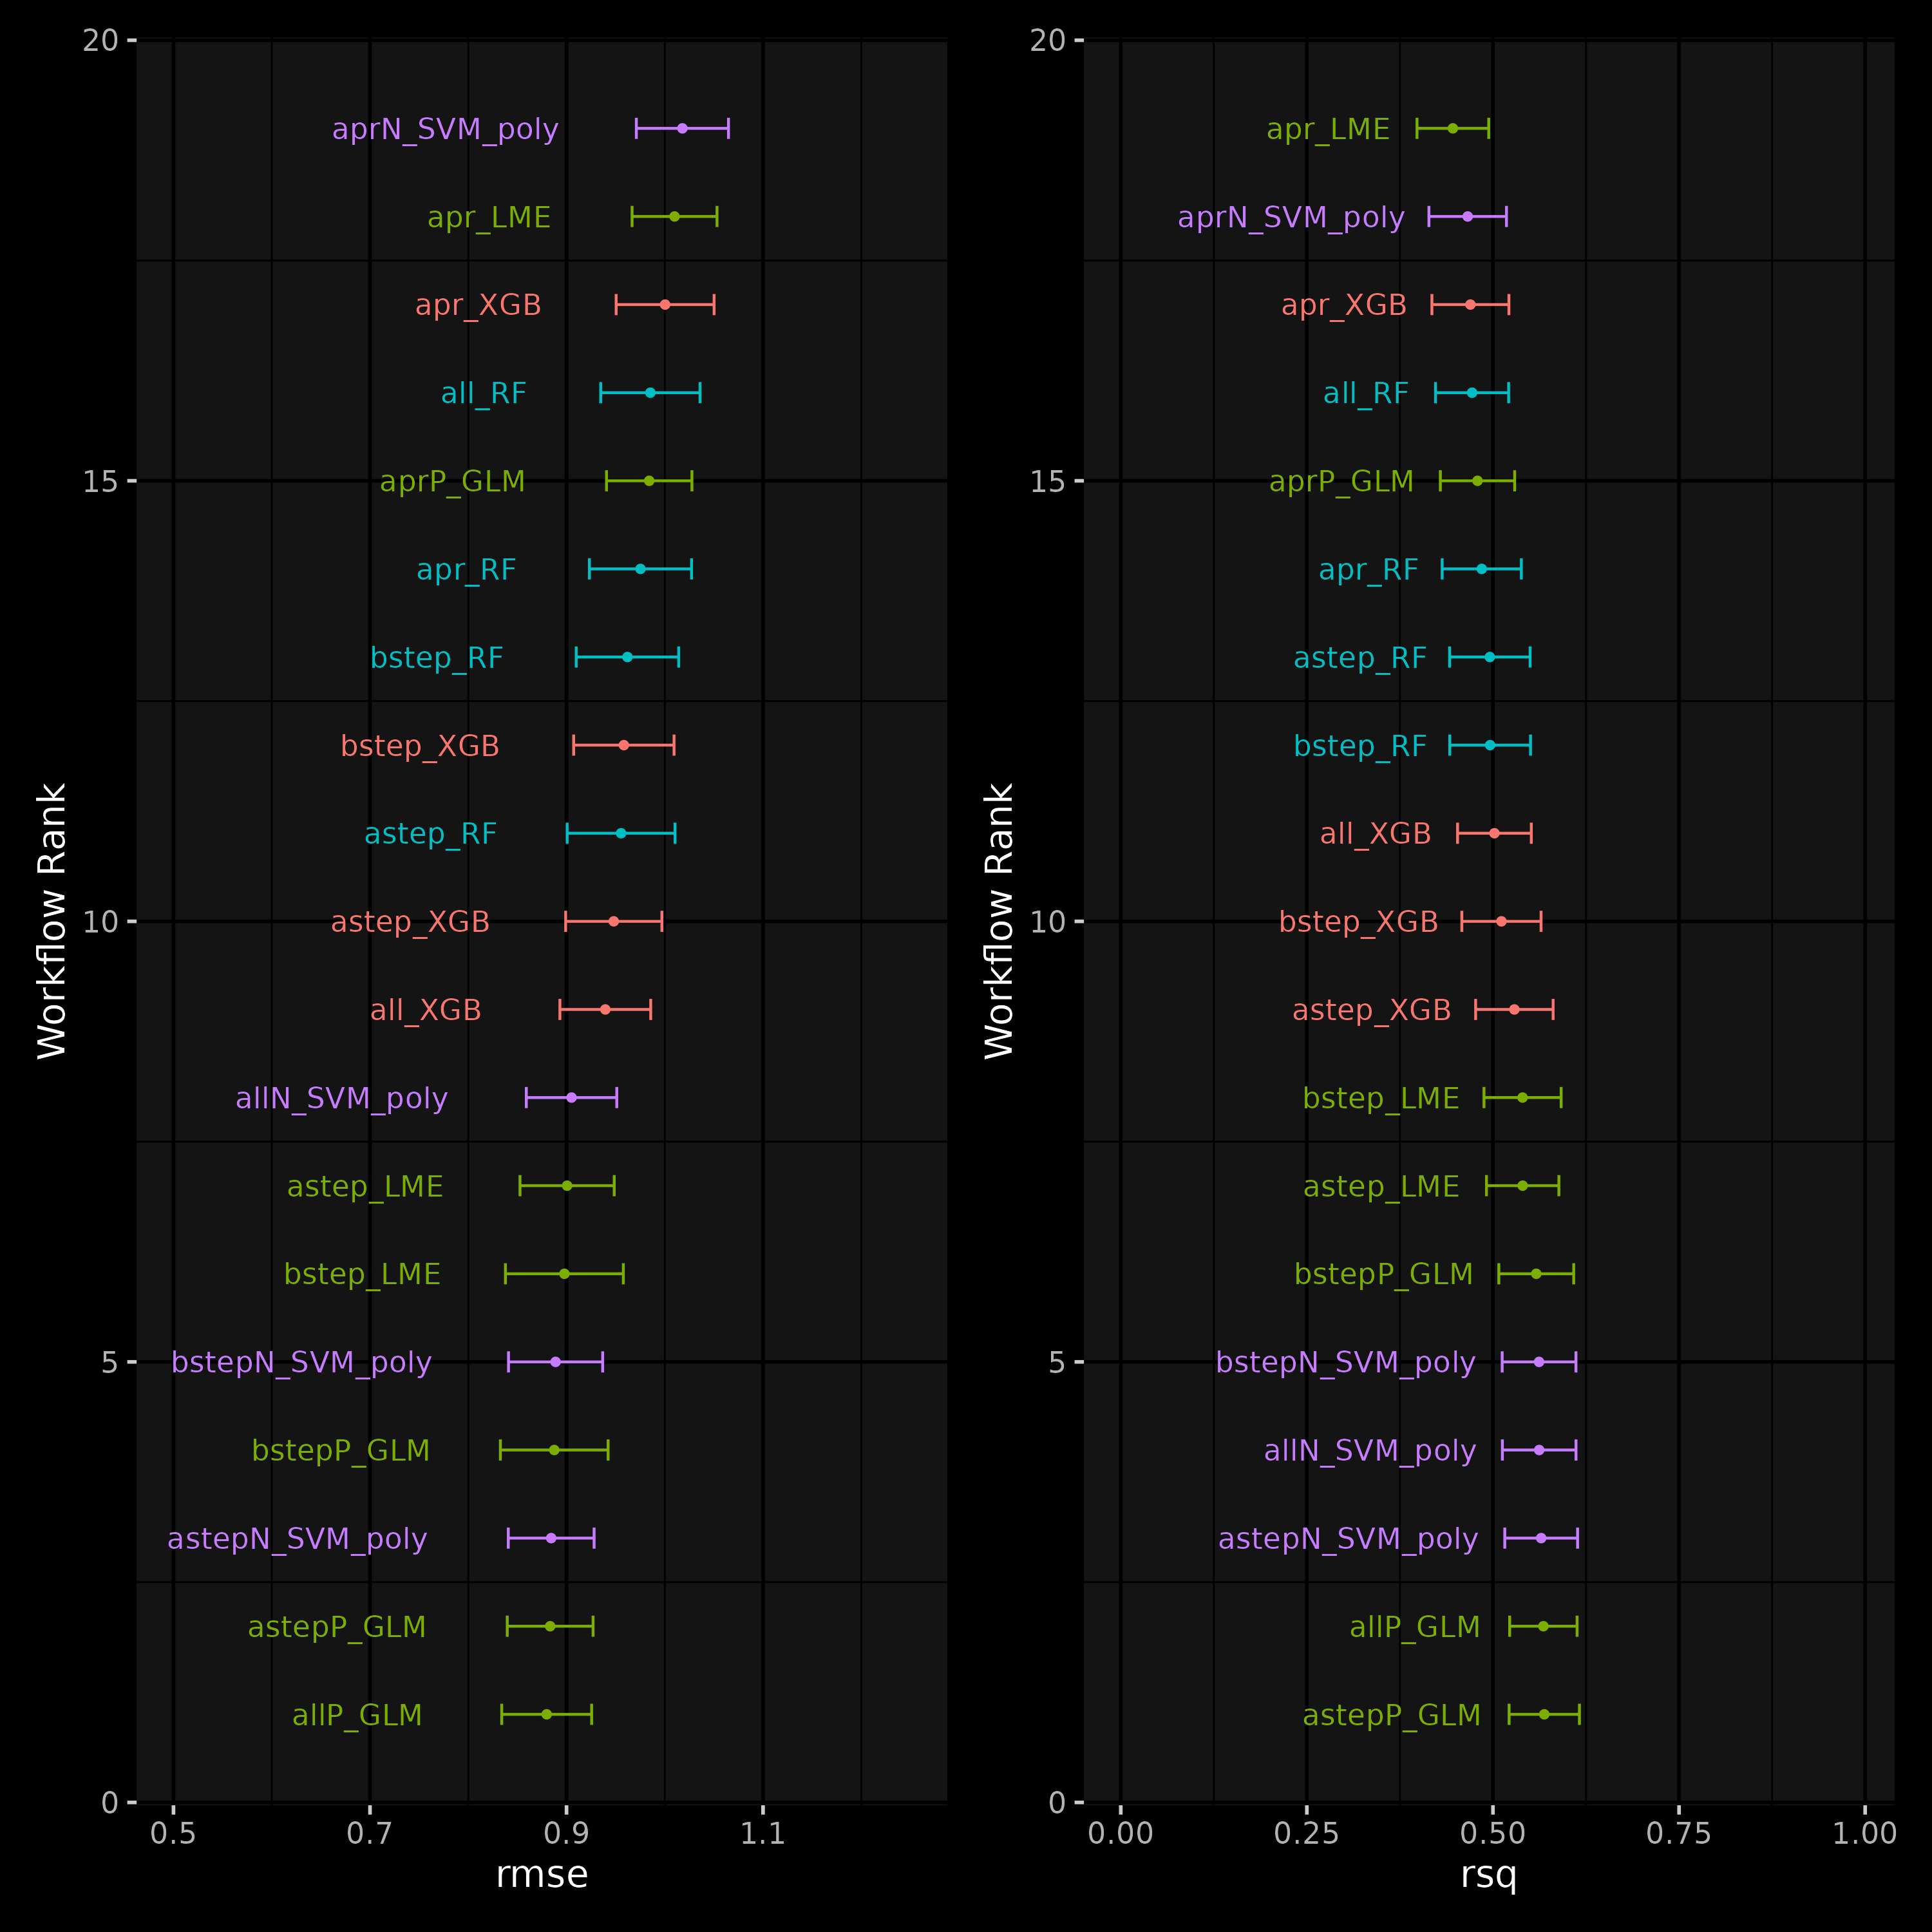 20
aprN_SVM_poly
apr_LME
apr_XGB
all_RF
15
aprP_GLM
apr_RF
bstep_RF
bstep_XGB
astep_RF
10
astep_XGB
all_XGB
allN_SVM_poly
astep_LME
bstep_LME
5
bstepN_SVM_poly
bstepP_GLM
astepN_SVM_poly
astepP_GLM
allP_GLM
0
0.5 0.7 0.9 1.1
rmse
Workflow Rank
20
apr_LME
aprN_SVM_poly
apr_XGB
all_RF
15
aprP_GLM
apr_RF
astep_RF
bstep_RF
all_XGB
10
bstep_XGB
astep_XGB
bstep_LME
astep_LME
bstepP_GLM
5
bstepN_SVM_poly
allN_SVM_poly
astepN_SVM_poly
allP_GLM
astepP_GLM
0
0.00 0.25 0.50 0.75 1.00
rsq
Workflow Rank